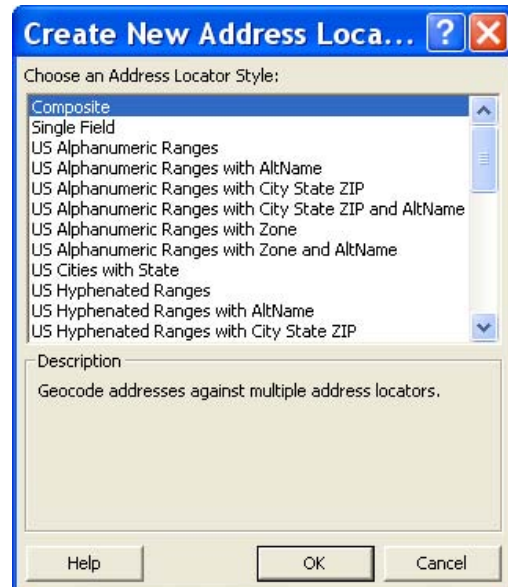 Create New Address Loca...
Choose an Address Locator Style:
Composite
Single Field
US Alphanumeric Ranges
US Alphanumeric Ranges with AltName
US Alphanumeric Ranges with City State ZIP
US Alphanumeric Ranges with City State ZIP and AltName
US Alphanumeric Ranges with Zone
US Alphanumeric Ranges with Zone and AltName
US Cities with State
US Hyphenated Ranges
US Hyphenated Ranges with AltName
US Hyphenated Ranges with City State ZIP
Description
Geocode addresses against multiple address locators.
Help OK Cancel